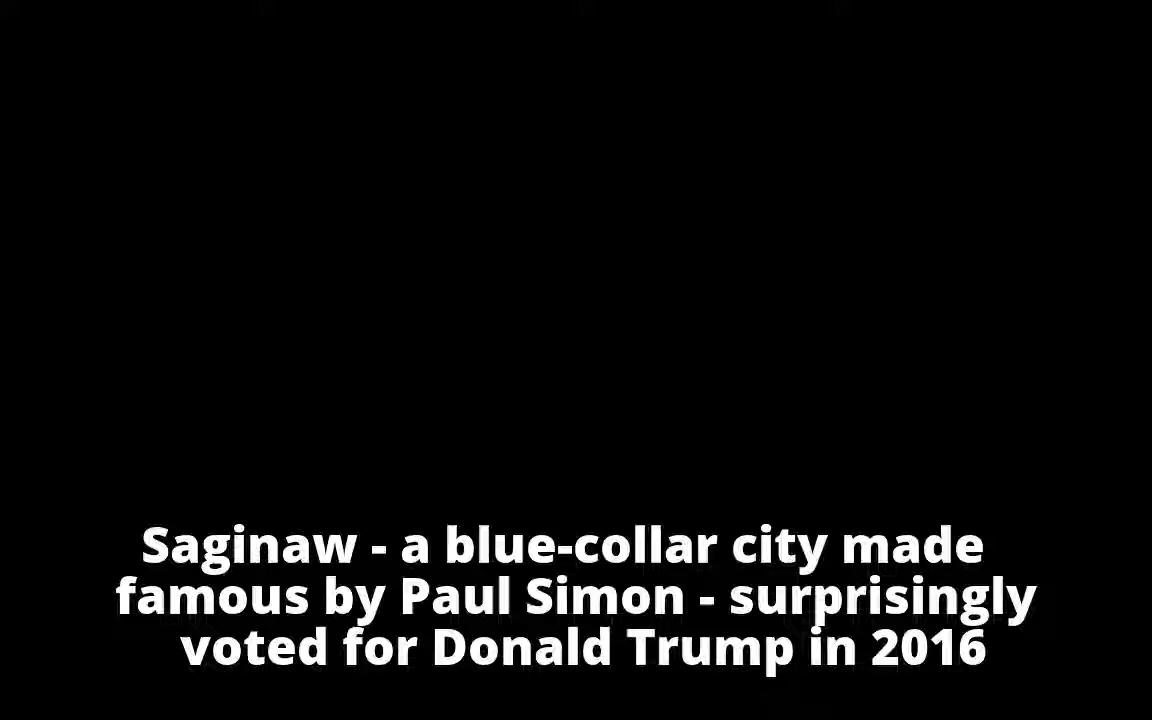 Saginaw - a blue-collar city made
famous by Paul Simon - surprisingly
voted for Donald Trump in 2016